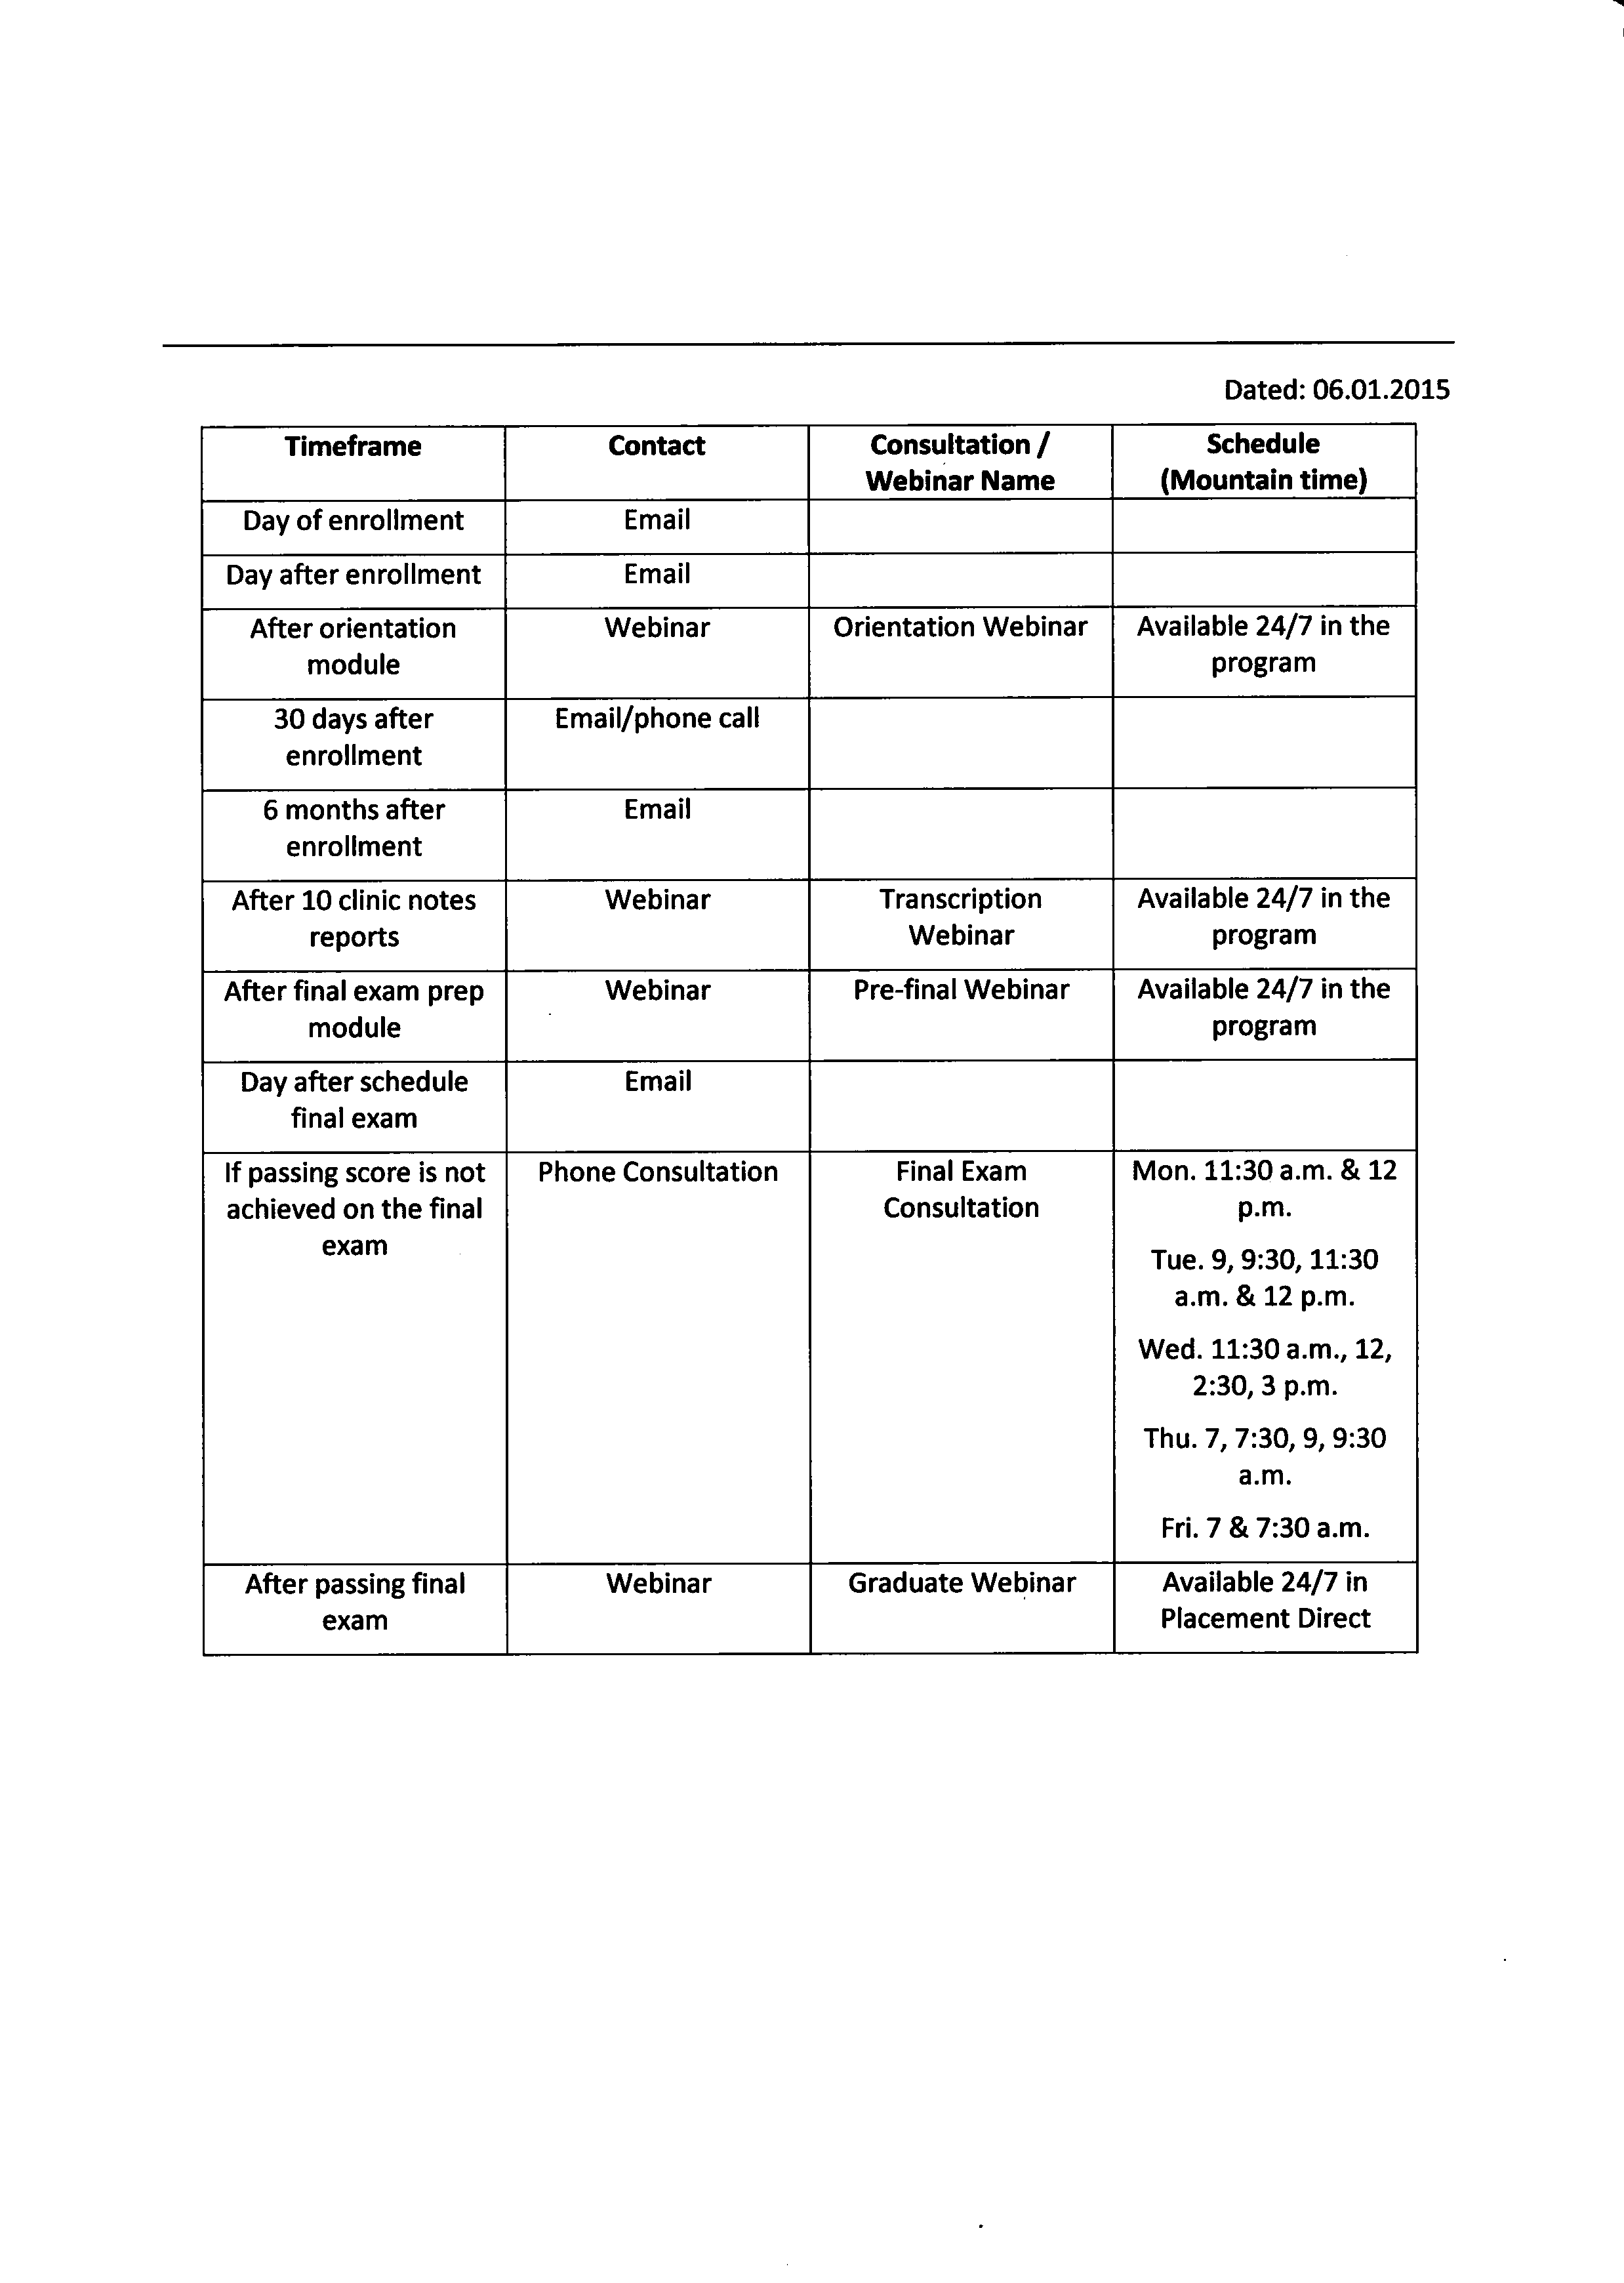 Dated: 06.01.2015
Timeframe Contact Consultation / Schedule
Webinar Name (Mountain time)
Day of enrollment Email
Day after enrollment Email
After orientation Webinar Orientation Webinar Available 24/7 in the
module program
30 days after Email/phone call
enrollment
6 months after Email
enrollment
After 10 clinic notes Webinar Transcription Available 24/7 in the
reports Webinar program
After final exam prep Webinar Pre-final Webinar Available 24/7 in the
module program
Day after schedule Email
final exam
If passing score is not Phone Consultation Final Exam Mon. 11:30 a.m. & 12
achieved on the final Consultation p.m.
exam
Tue. 9, 9:30, 11:30
a.m. & 12 p.m.
Wed. 11:30 a.m., 12,
2:30, 3 p.m.
Thu. 7, 7:30, 9, 9:30
a.m.
Fri. 7 & 7:30 a.m.
After passing final Webinar Graduate Webinar Available 24/7 in
exam Placement Direct